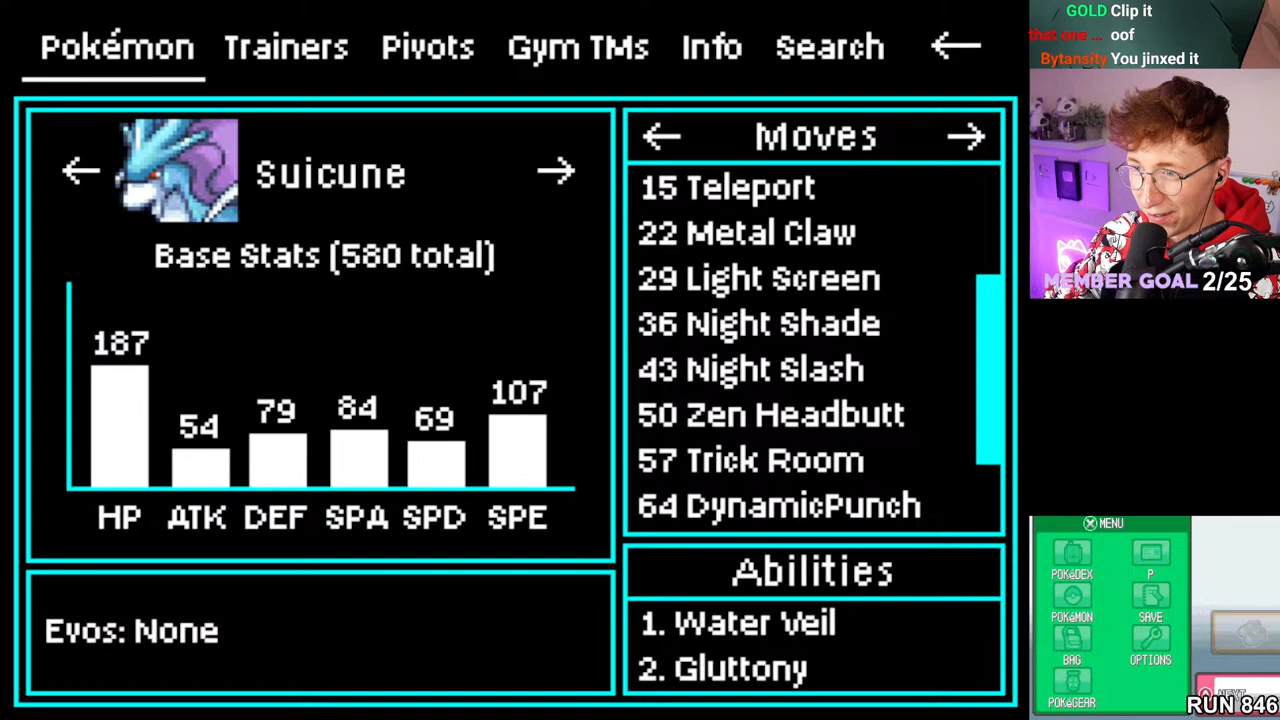 Pokémon Trainers Pivots Gym TMs Info Search
Suicune
Base Stats (580 total)
187
54
79
84
69
107
HP ATK DEF SPA SPD SPE
Evos: None
Moves
15 Teleport
22 Metal Claw
29 Light Screen
36 Night Shade
43 Night Slash
50 Zen Headbutt
57 Trick Room
64 DynamicPunch
Abilities
1. Water Veil
2. Gluttony
GOLD Clip it
that one ... oof
Bytansity You jinxed it
MEMBER GOAL 2/25
MENU
POKéDEX
P
POKéMON
SAVE
BAG
OPTIONS
POKéGEAR
RUN 846